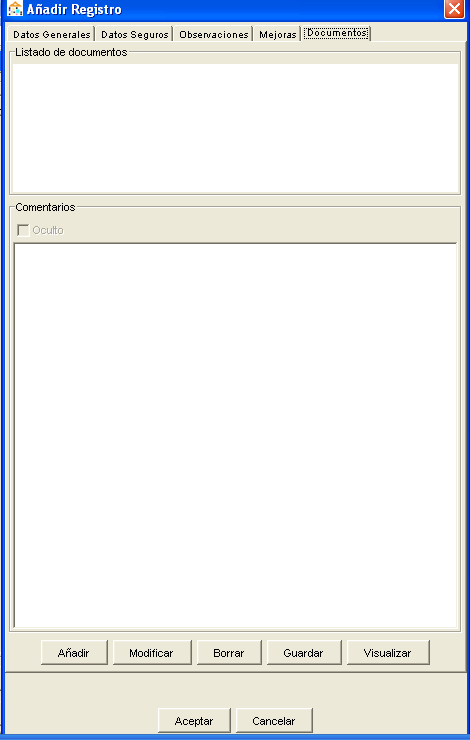 Añadir Registro
Datos Generales Datos Seguros Observaciones Mejoras Documentos
Listado de documentos
Comentarios
Oculto
Añadir Modificar Borrar Guardar Visualizar
Aceptar Cancelar